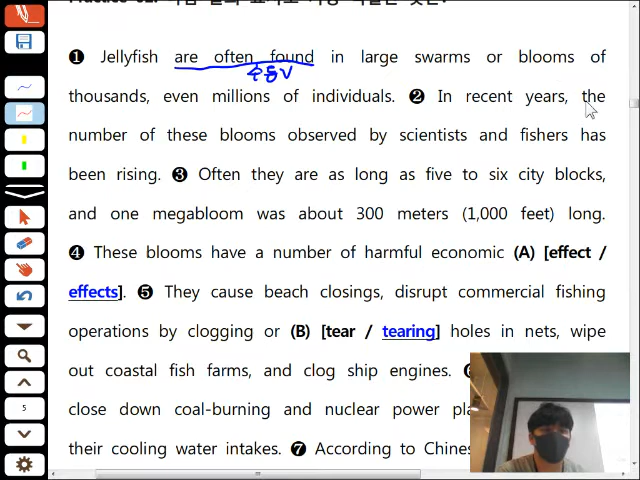 ❶ Jellyfish are often found in large swarms or blooms of
수동V
thousands, even millions of individuals. ❷ In recent years, the
number of these blooms observed by scientists and fishers has
been rising. ❸ Often they are as long as five to six city blocks,
and one megabloom was about 300 meters (1,000 feet) long.
❹ These blooms have a number of harmful economic (A) [effect /
effects]. ❺ They cause beach closings, disrupt commercial fishing
operations by clogging or (B) [tear / tearing] holes in nets, wipe
out coastal fish farms, and clog ship engines.
close down coal-burning and nuclear power
their cooling water intakes. ❼ According to
5